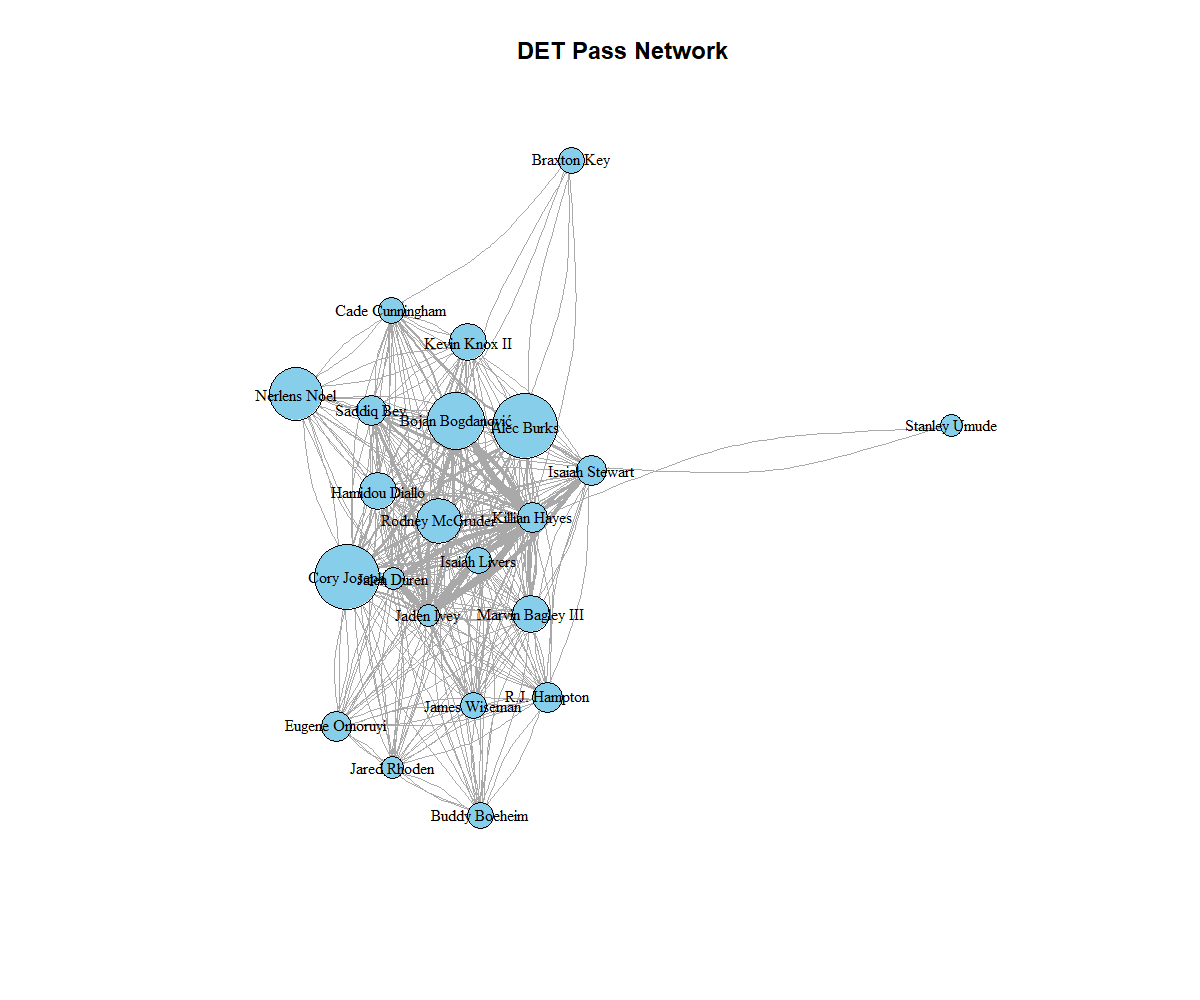 DET Pass Network
Braxton Key
Cade Cunningham
Kevin Knox II
Nerlens Noel
Saddiq Bey
Bojan Bogdanović
Alec Burks
Stanley Umude
Isaiah Stewart
Hamidou Diallo
Rodney McGruder
Killian Hayes
Isaiah Livers
Cory Joseph
Jalen Duren
Jaden Ivey
Marvin Bagley III
R.J. Hampton
James Wiseman
Eugene Omoruyi
Jared Rhoden
Buddy Boeheim